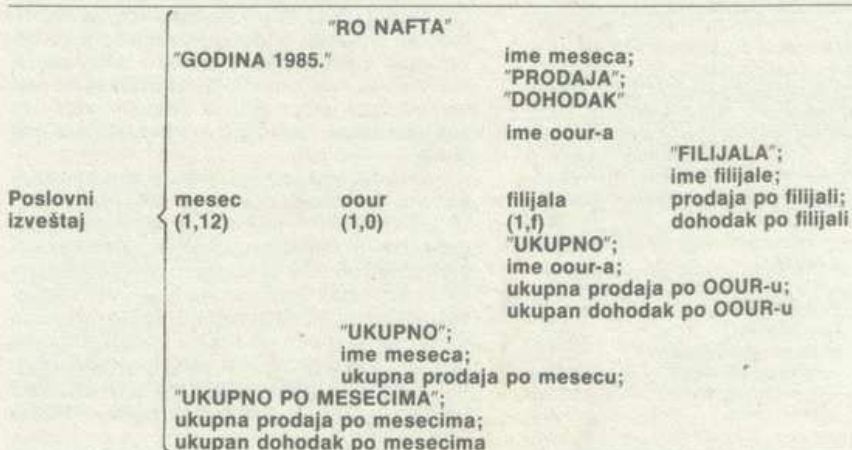 "RO NAFTA"
"GODINA 1985." ime meseca;
"PRODAJA";
"DOHODAK"
ime oour-a
"FILIJALA";
ime filijale;
Poslovni mesec oour filijala prodaja po filijali;
izveštaj (1,12) (1,0) (1,f) dohodak po filijali
"UKUPNO";
ime oour-a;
ukupna prodaja po OOUR-u;
ukupan dohodak po OOUR-u
"UKUPNO";
ime meseca;
ukupna prodaja po mesecu;
"UKUPNO PO MESECIMA";
ukupna prodaja po mesecima;
ukupan dohodak po mesecima